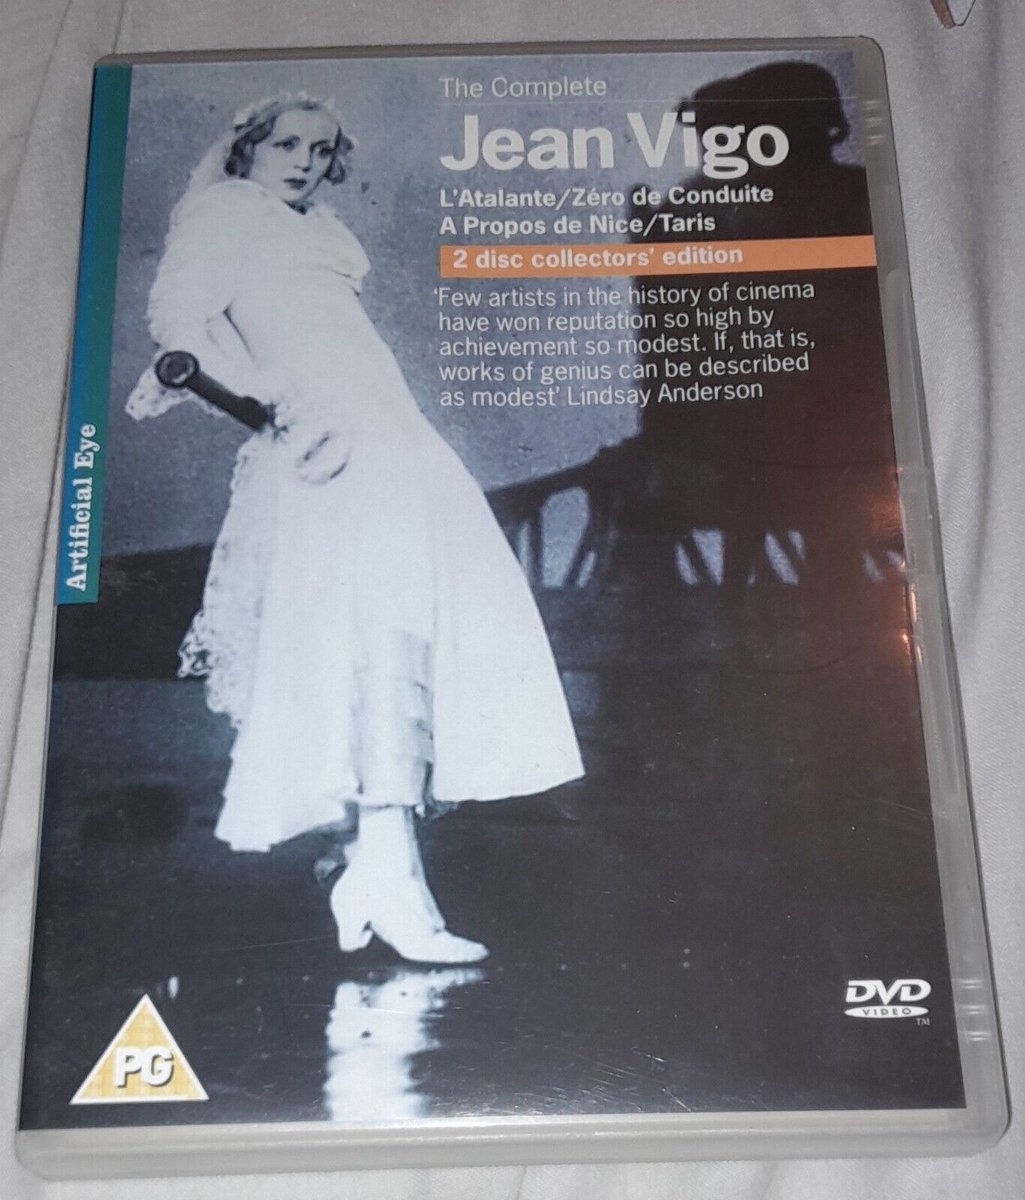 The Complete
Jean Vigo
L'Atalante/Zéro de Conduite
A Propos de Nice/Taris
2 disc collectors' edition
'Few artists in the history of cinema
have won reputation so high by
achievement so modest. If, that is,
works of genius can be described
as modest' Lindsay Anderson
Artificial Eye
PG
DVD
VIDEO
TM